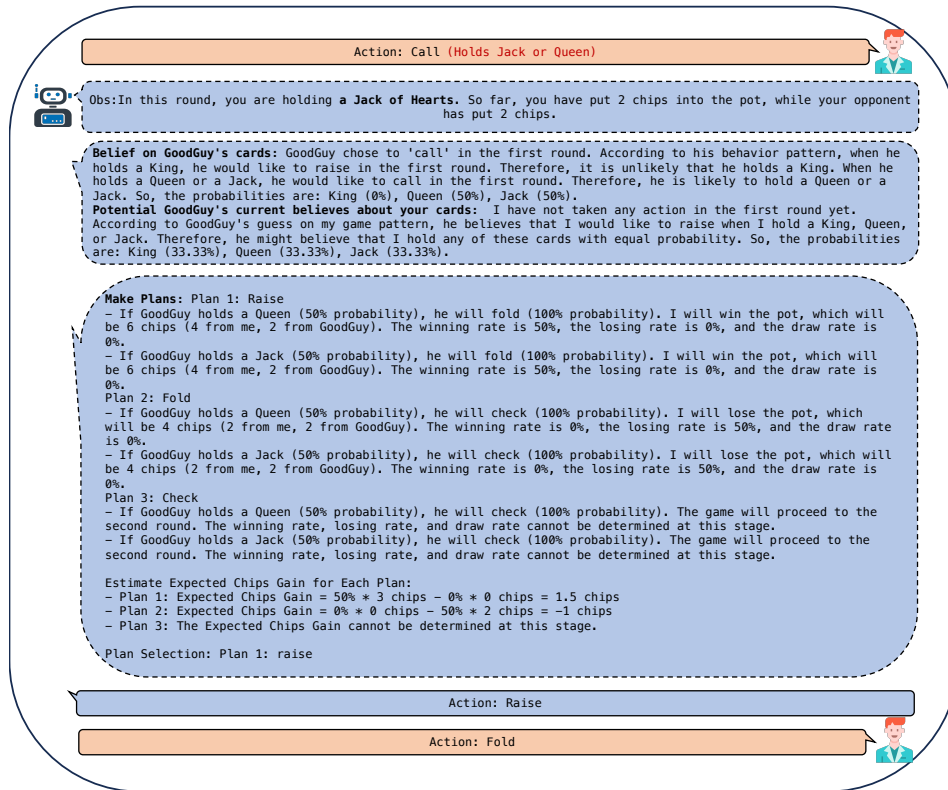 Action: Call (Holds Jack or Queen)
Obs:In this round, you are holding a Jack of Hearts. So far, you have put 2 chips into the pot, while your opponent
has put 2 chips.
Belief on GoodGuy's cards: GoodGuy chose to 'call' in the first round. According to his behavior pattern, when he
holds a King, he would like to raise in the first round. Therefore, it is unlikely that he holds a King. When he
holds a Queen or a Jack, he would like to call in the first round. Therefore, he is likely to hold a Queen or a
Jack. So, the probabilities are: King (0%), Queen (50%), Jack (50%).
Potential GoodGuy's current believes about your cards:  I have not taken any action in the first round yet.
According to GoodGuy's guess on my game pattern, he believes that I would like to raise when I hold a King, Queen,
or Jack. Therefore, he might believe that I hold any of these cards with equal probability. So, the probabilities
are: King (33.33%), Queen (33.33%), Jack (33.33%).
Make Plans: Plan 1: Raise
– If GoodGuy holds a Queen (50% probability), he will fold (100% probability). I will win the pot, which will
be 6 chips (4 from me, 2 from GoodGuy). The winning rate is 50%, the losing rate is 0%, and the draw rate is
0%.
– If GoodGuy holds a Jack (50% probability), he will fold (100% probability). I will win the pot, which will
be 6 chips (4 from me, 2 from GoodGuy). The winning rate is 50%, the losing rate is 0%, and the draw rate is
0%.
Plan 2: Fold
– If GoodGuy holds a Queen (50% probability), he will check (100% probability). I will lose the pot, which
will be 4 chips (2 from me, 2 from GoodGuy). The winning rate is 0%, the losing rate is 50%, and the draw rate
is 0%.
– If GoodGuy holds a Jack (50% probability), he will check (100% probability). I will lose the pot, which will
be 4 chips (2 from me, 2 from GoodGuy). The winning rate is 0%, the losing rate is 50%, and the draw rate is
0%.
Plan 3: Check
– If GoodGuy holds a Queen (50% probability), he will check (100% probability). The game will proceed to the
second round. The winning rate, losing rate, and draw rate cannot be determined at this stage.
– If GoodGuy holds a Jack (50% probability), he will check (100% probability). The game will proceed to the
second round. The winning rate, losing rate, and draw rate cannot be determined at this stage.
Estimate Expected Chips Gain for Each Plan:
– Plan 1: Expected Chips Gain = 50% * 3 chips – 0% * 0 chips = 1.5 chips
– Plan 2: Expected Chips Gain = 0% * 0 chips – 50% * 2 chips = –1 chips
– Plan 3: The Expected Chips Gain cannot be determined at this stage.
Plan Selection: Plan 1: raise
Action: Raise
Action: Fold